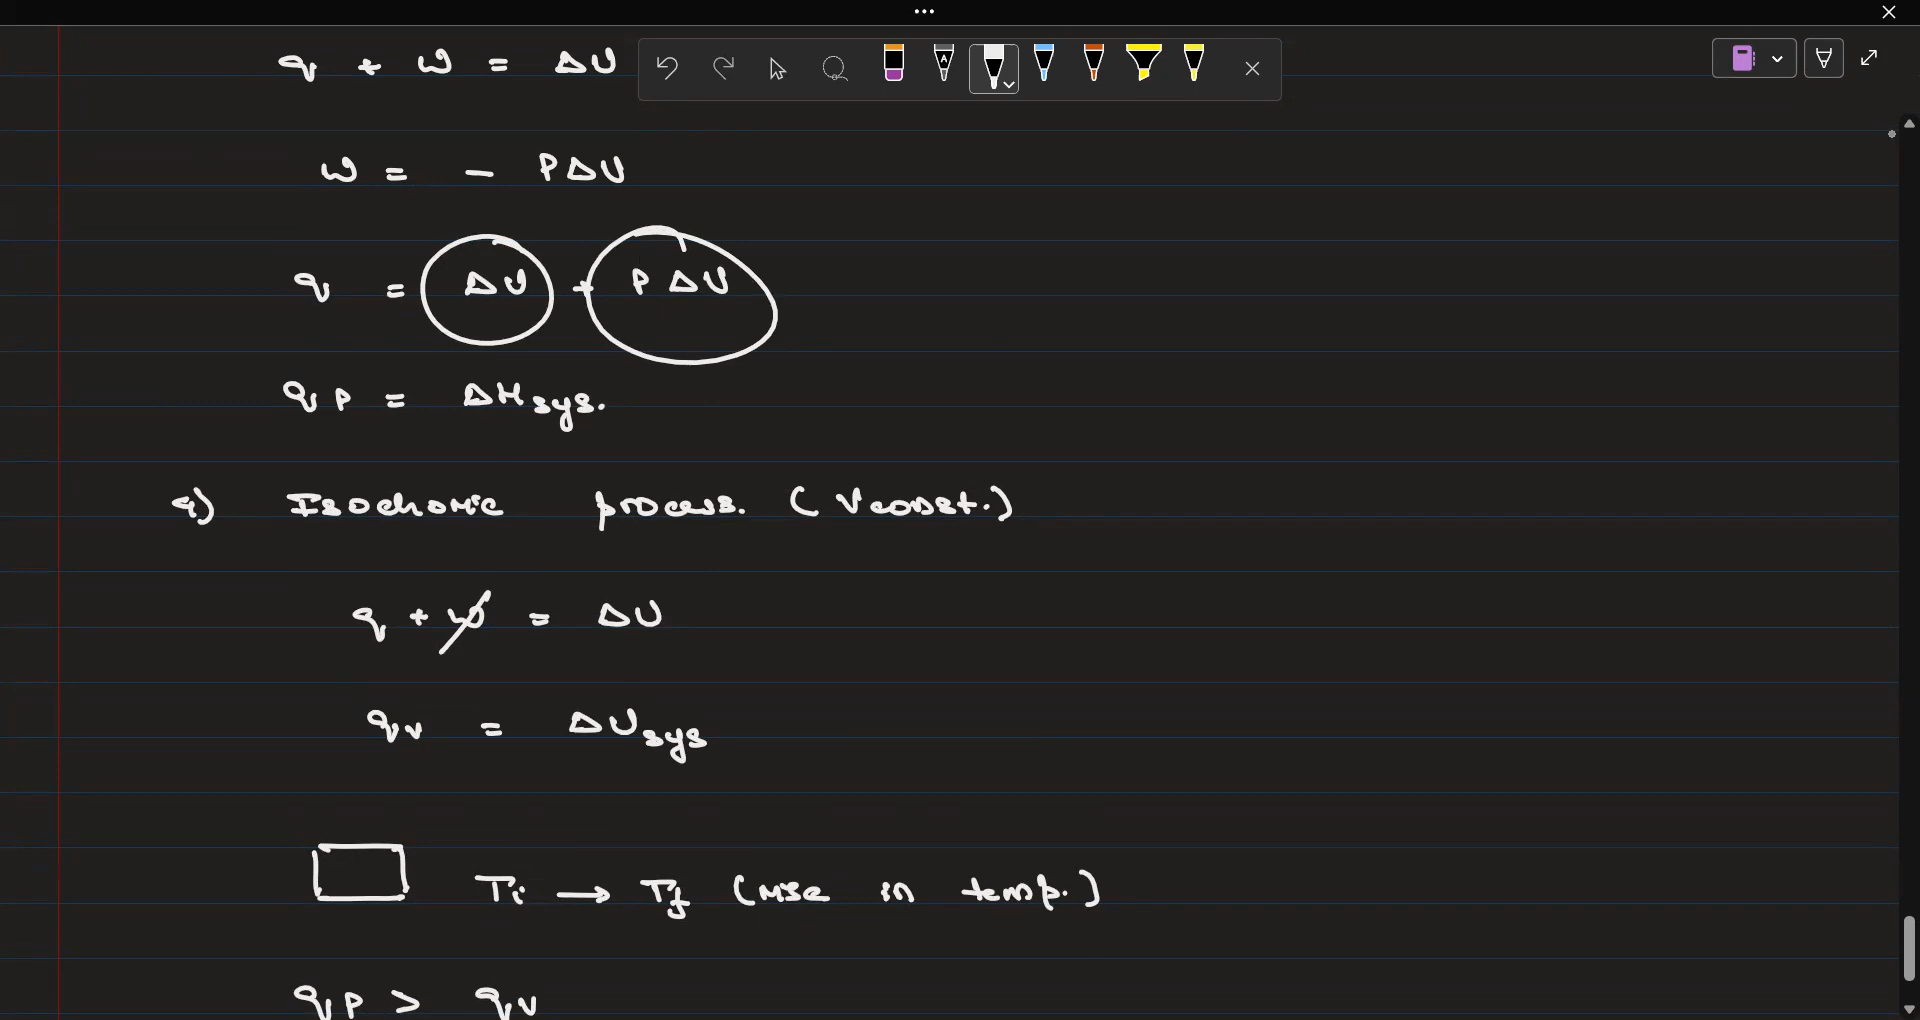 q + w = ΔU
w = - PΔV
q = ΔU + PΔV
qp = ΔHsys.
4) Isochoric process. (V const.)
q + w = ΔU
qv = ΔUsys
Ti → Tf (rise in temp.)
qp > qv